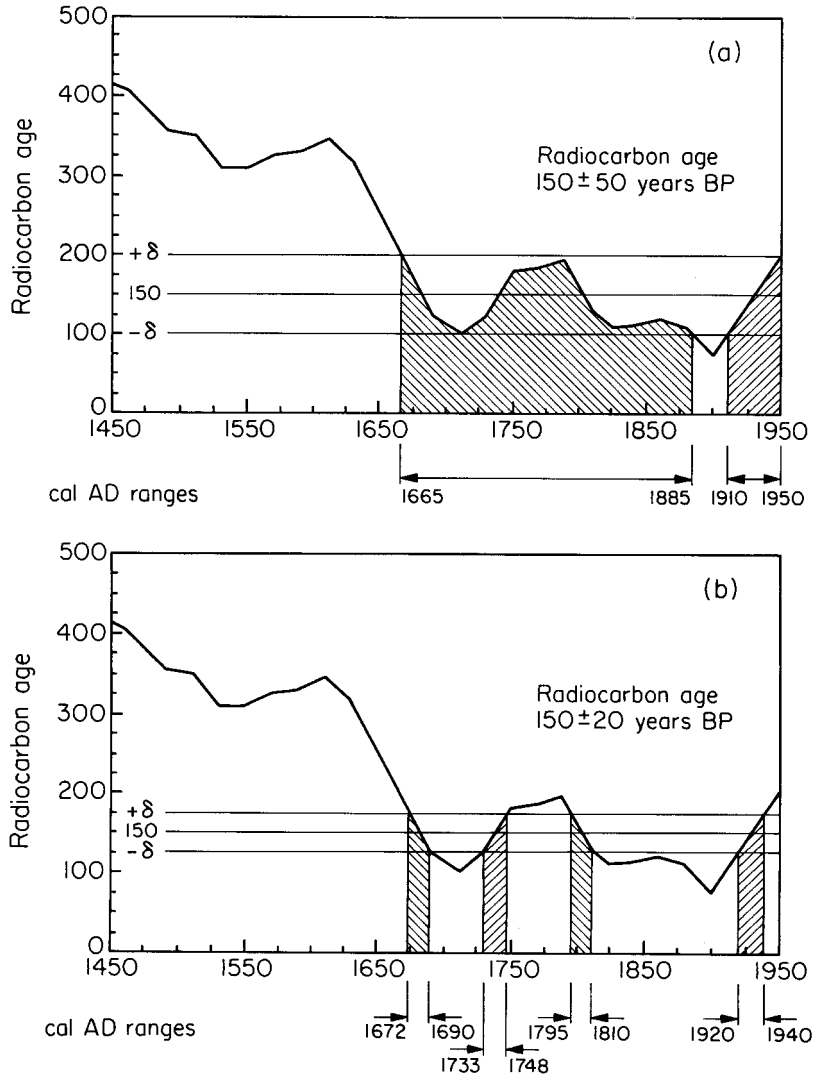 500
(a)
400
Radiocarbon age
Radiocarbon age
150 ± 50 years BP
300
200
+δ
150
100
-δ
0
1450 1550 1650 1750 1850 1950
cal AD ranges
1665 1885 1910 1950
500
(b)
400
Radiocarbon age
Radiocarbon age
150 ± 20 years BP
300
200
+δ
150
-δ
100
0
1450 1550 1650 1750 1850 1950
cal AD ranges
1672 1690 1795 1810 1920 1940
1733 1748